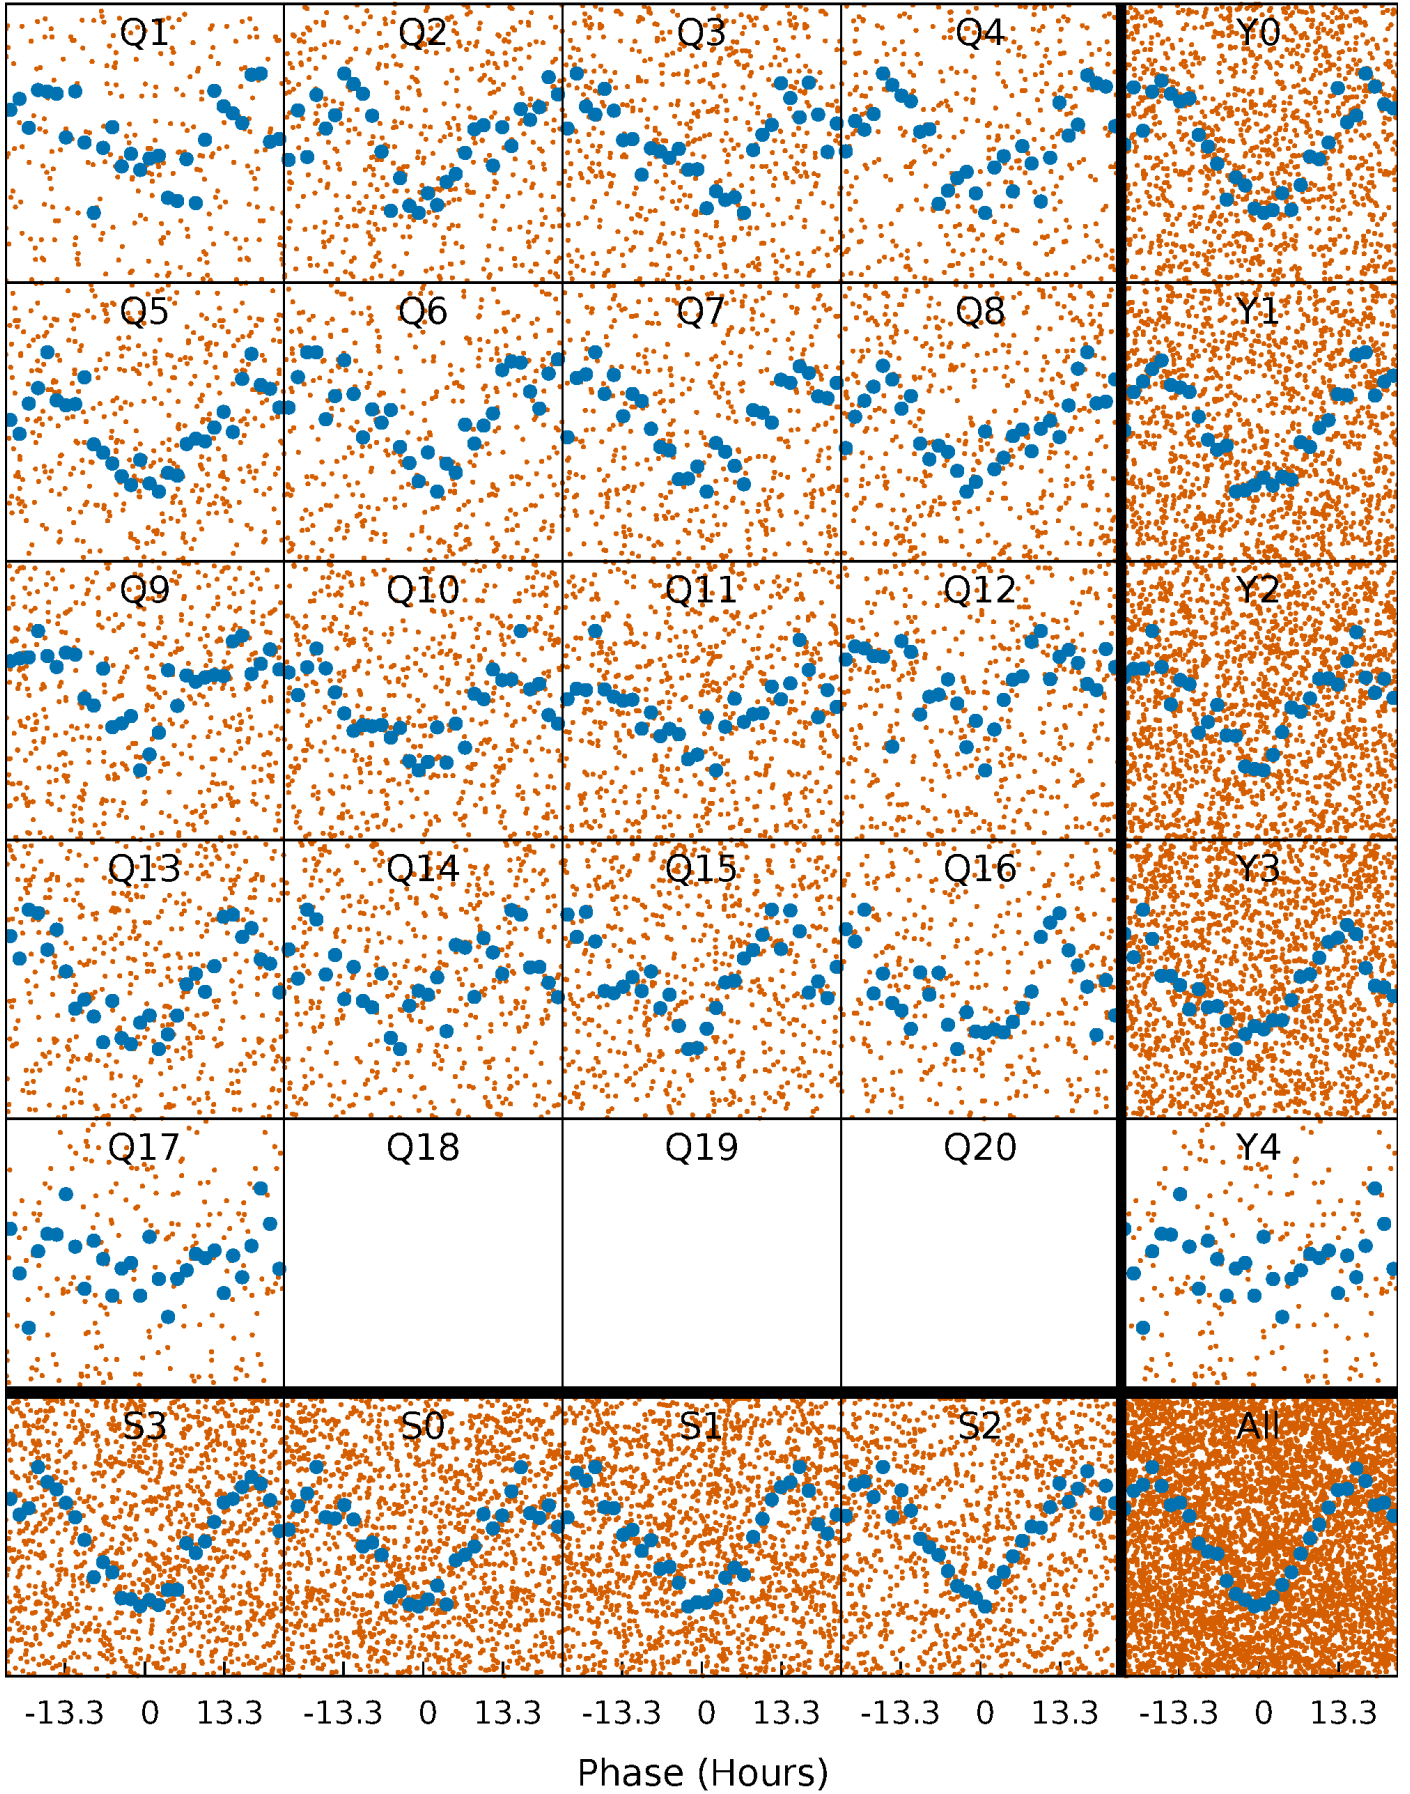 Q1 Q2 Q3 Q4 Y0
Q5 Q6 Q7 Q8 Y1
Q9 Q10 Q11 Q12 Y2
Q13 Q14 Q15 Q16 Y3
Q17 Q18 Q19 Q20 Y4
S3 S0 S1 S2 All
-13.3 0 13.3 -13.3 0 13.3 -13.3 0 13.3 -13.3 0 13.3 -13.3 0 13.3
Phase (Hours)